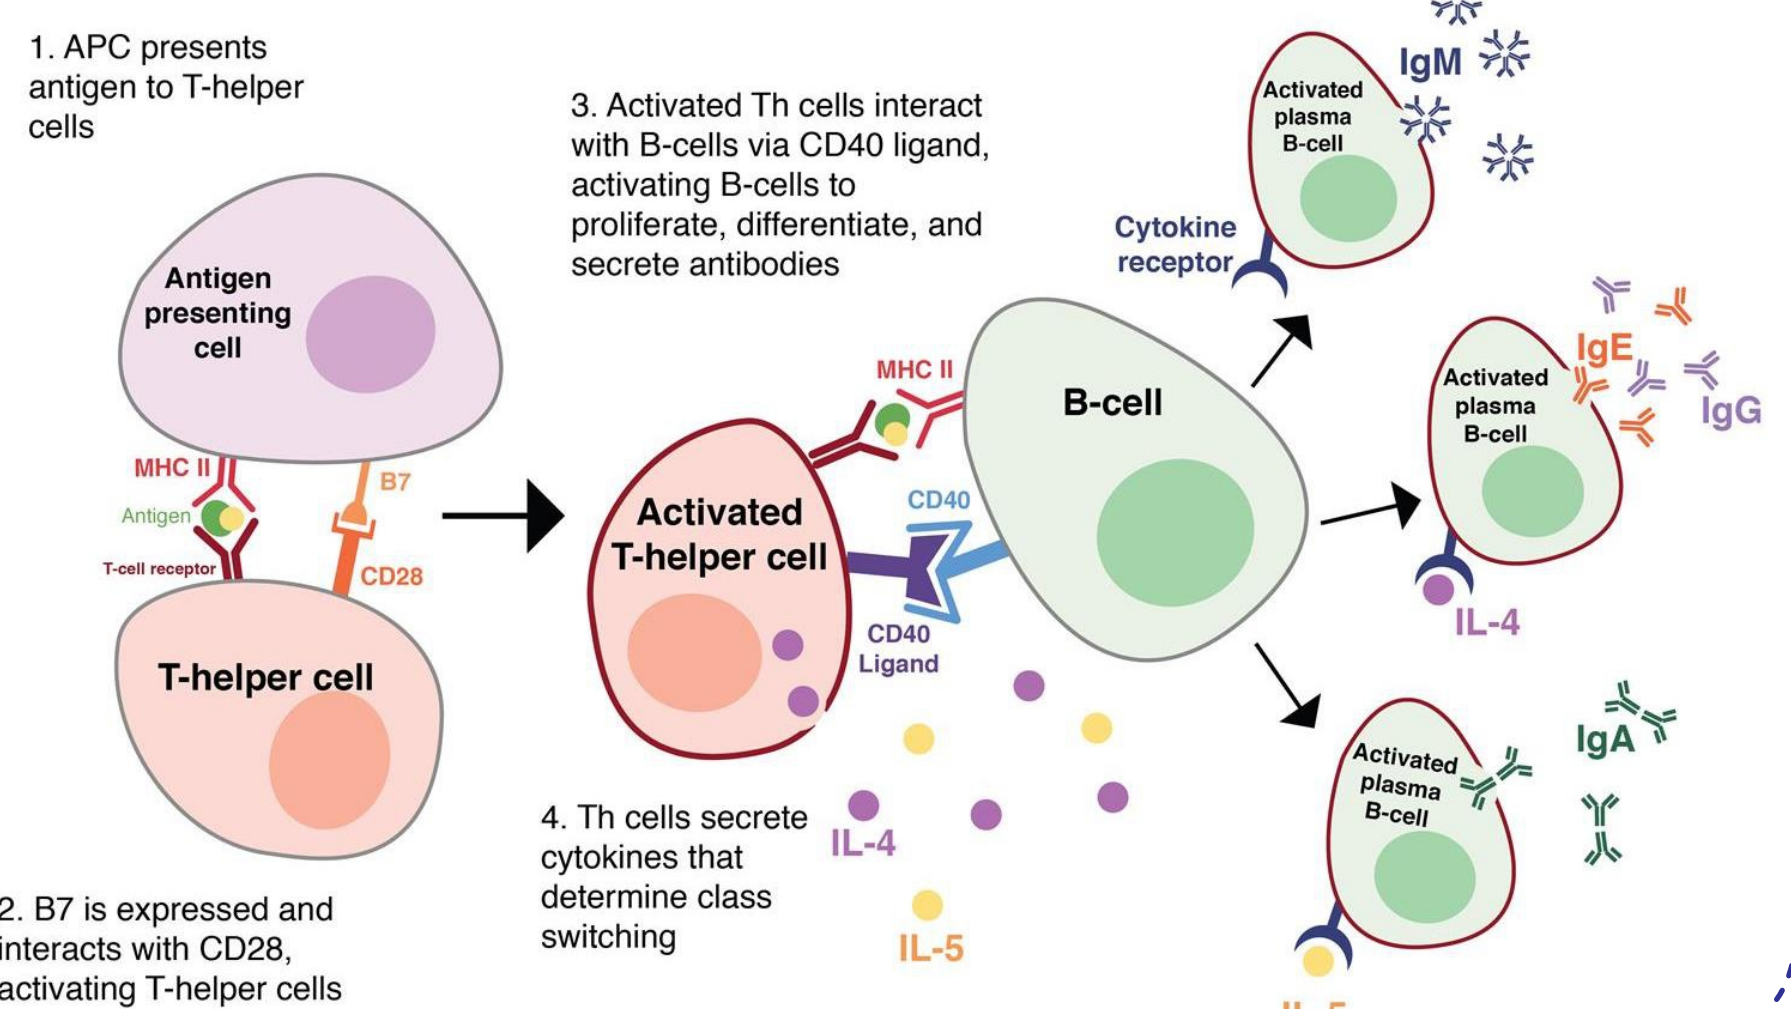 1. APC presents
antigen to T-helper
cells
Antigen
presenting
cell
MHC II
B7
Antigen
T-cell receptor
CD28
T-helper cell
2. B7 is expressed and
interacts with CD28,
activating T-helper cells
3. Activated Th cells interact
with B-cells via CD40 ligand,
activating B-cells to
proliferate, differentiate, and
secrete antibodies
MHC II
B-cell
CD40
Activated
T-helper cell
CD40
Ligand
4. Th cells secrete
cytokines that
determine class
switching
IL-4
IL-5
Cytokine
receptor
Activated
plasma
B-cell
IgM
Activated
plasma
B-cell
IgE
IgG
IL-4
Activated
plasma
B-cell
IgA